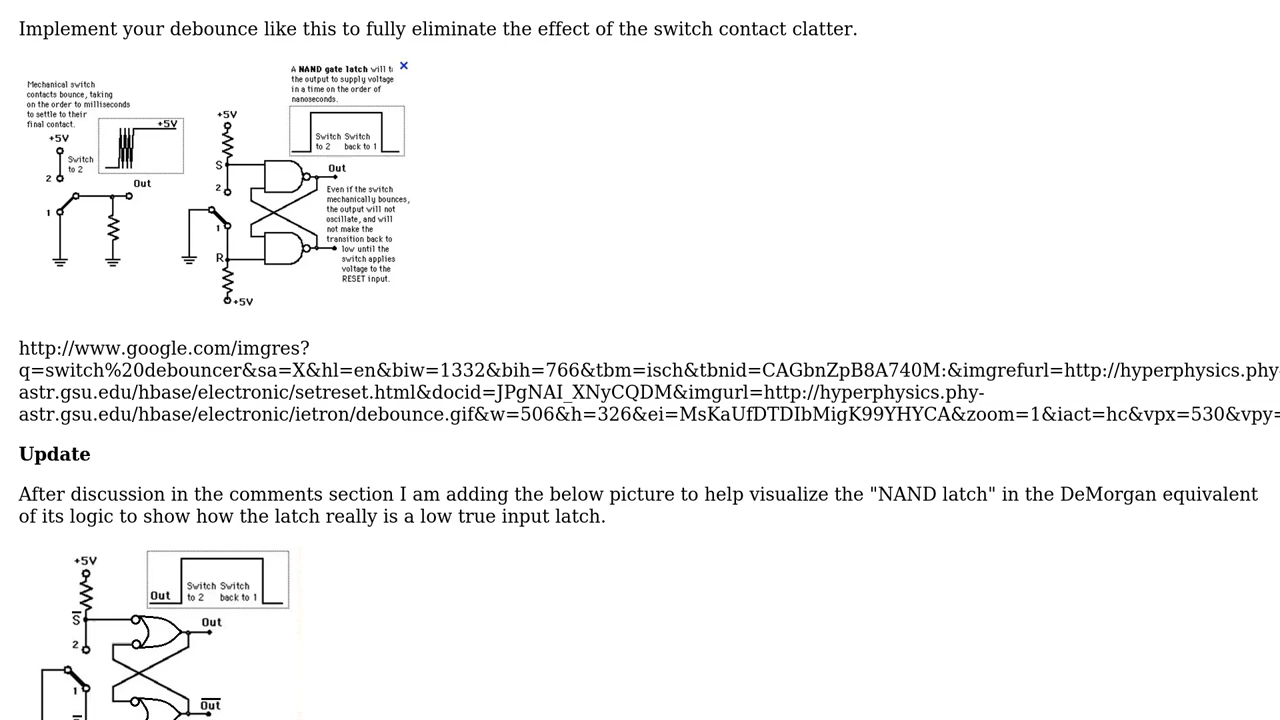 Implement your debounce like this to fully eliminate the effect of the switch contact clatter.
Mechanical switch
contacts bounce, taking
on the order to milliseconds
to settle to their
final contact.
+5V
+5V
Switch
to 2
2
Out
1
A NAND gate latch will
the output to supply voltage
in a time on the order of
nanoseconds.
+5V
Switch Switch
to 2 back to 1
S
Out
2
1
R
+5V
Even if the switch
mechanically bounces,
the output will not
oscillate, and will
not make the
transition back to
low until the
switch applies
voltage to the
RESET input.
http://www.google.com/imgres?
q=switch%20debouncer&sa=X&hl=en&biw=1332&bih=766&tbm=isch&tbnid=CAGbnZpB8A740M:&imgrefurl=http://hyperphysics.phy-
astr.gsu.edu/hbase/electronic/setreset.html&docid=JPgNAI_XNyCQDM&imgurl=http://hyperphysics.phy-
astr.gsu.edu/hbase/electronic/ietron/debounce.gif&w=506&h=326&ei=MsKaUfDTDIbMigK99YHYCA&zoom=1&iact=hc&vpx=530&vpy=
Update
After discussion in the comments section I am adding the below picture to help visualize the "NAND latch" in the DeMorgan equivalent
of its logic to show how the latch really is a low true input latch.
+5V
Switch Switch
Out to 2 back to 1
S
Out
2
1
Out